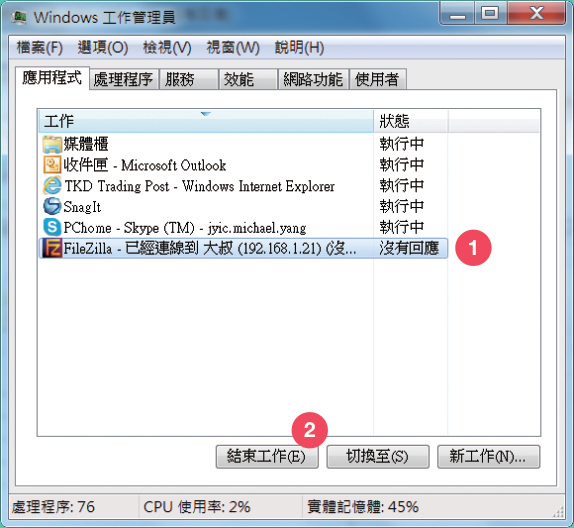 Windows 工作管理員
檔案(F) 選項(O) 檢視(V) 視窗(W) 說明(H)
應用程式 處理程序 服務 效能 網路功能 使用者
工作 狀態
媒體櫃 執行中
收件匣 - Microsoft Outlook 執行中
TKD Trading Post - Windows Internet Explorer 執行中
SnagIt 執行中
PChome - Skype (TM) - jyic.michael.yang 執行中
FileZilla - 已經連線到 大叔 (192.168.1.21) (沒... 沒有回應 1
2
結束工作(E) 切換至(S) 新工作(N)...
處理程序: 76 CPU 使用率: 2% 實體記憶體: 45%